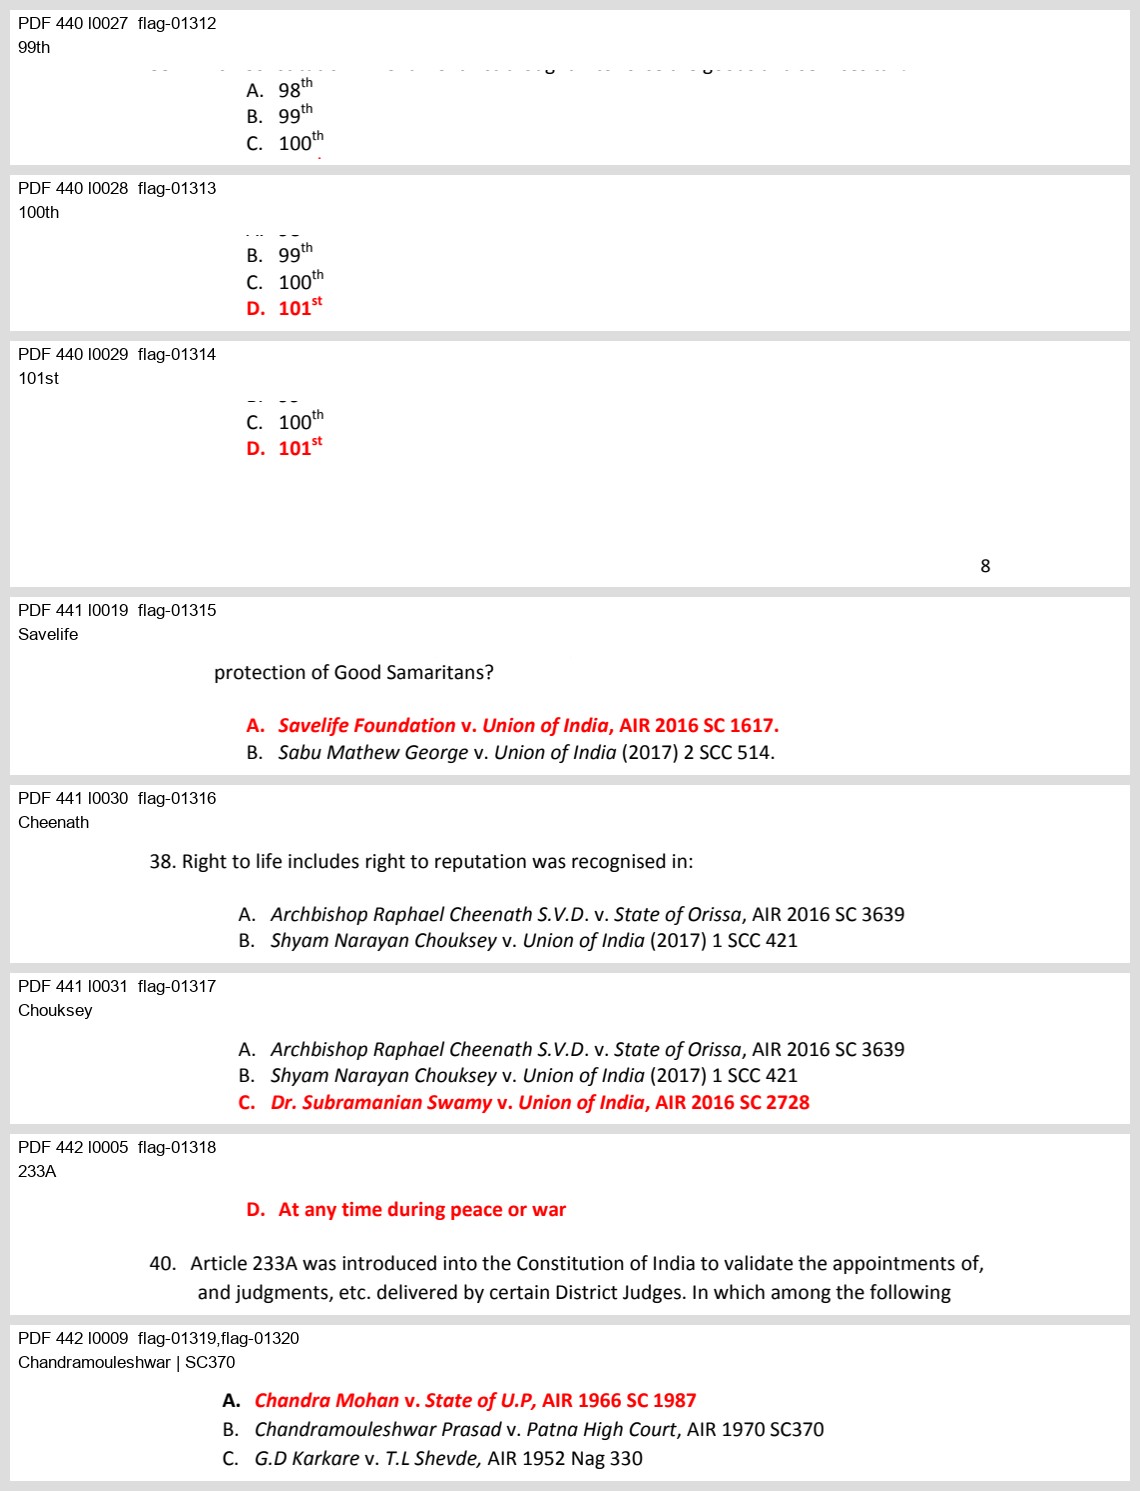 PDF 440 l0027 flag-01312
99th
A. 98th
B. 99th
C. 100th
PDF 440 l0028 flag-01313
100th
B. 99th
C. 100th
D. 101st
PDF 440 l0029 flag-01314
101st
C. 100th
D. 101st
8
PDF 441 l0019 flag-01315
Savelife
protection of Good Samaritans?
A. Savelife Foundation v. Union of India, AIR 2016 SC 1617.
B. Sabu Mathew George v. Union of India (2017) 2 SCC 514.
PDF 441 l0030 flag-01316
Cheenath
38. Right to life includes right to reputation was recognised in:
A. Archbishop Raphael Cheenath S.V.D. v. State of Orissa, AIR 2016 SC 3639
B. Shyam Narayan Chouksey v. Union of India (2017) 1 SCC 421
PDF 441 l0031 flag-01317
Chouksey
A. Archbishop Raphael Cheenath S.V.D. v. State of Orissa, AIR 2016 SC 3639
B. Shyam Narayan Chouksey v. Union of India (2017) 1 SCC 421
C. Dr. Subramanian Swamy v. Union of India, AIR 2016 SC 2728
PDF 442 l0005 flag-01318
233A
D. At any time during peace or war
40. Article 233A was introduced into the Constitution of India to validate the appointments of,
and judgments, etc. delivered by certain District Judges. In which among the following
PDF 442 l0009 flag-01319,flag-01320
Chandramouleshwar | SC370
A. Chandra Mohan v. State of U.P, AIR 1966 SC 1987
B. Chandramouleshwar Prasad v. Patna High Court, AIR 1970 SC370
C. G.D Karkare v. T.L Shevde, AIR 1952 Nag 330